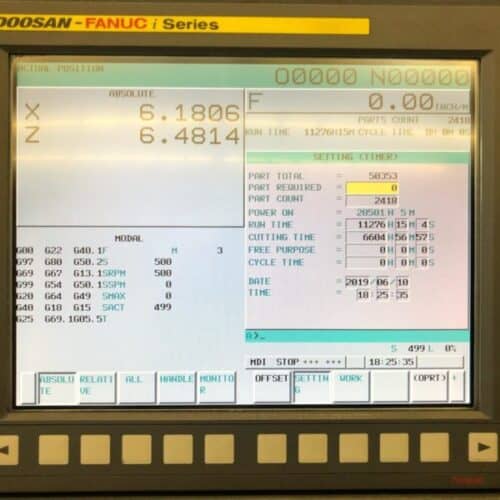 DOOSAN-FANUC i Series
ACTUAL POSITION
O0000 N00000
ABSOLUTE
X 6.1806
Z 6.4814
F 0.00 INCH/M
PARTS COUNT 2418
RUN TIME 11276H15M CYCLE TIME 0H 0M 0S
SETTING (TIMER)
PART TOTAL = 50353
PART REQUIRED = 0
PART COUNT = 2418
POWER ON = 20501 H 5 M
RUN TIME = 11276 H 15 M 4 S
CUTTING TIME = 6604 H 56 M 57 S
FREE PURPOSE = 0 H 0 M 0 S
CYCLE TIME = 0 H 0 M 0 S
DATE = 2019/06/10
TIME = 18:25:35
MODAL
G00 G22 G40.1 F M 3
G97 G80 G50.2 S 500
G69 G67 G13.1 SRPM 500
G99 G54 G50.1 SSPM 0
G20 G64 G49 SMAX 0
G40 G18 G15 SACT 499
G25 G69.1 G05.5 T
A>_
S 499 L 0%
MDI STOP *** *** 18:25:35
ABSOLUTE RELATIVE ALL HANDLE MONITOR OFFSET SETTING WORK (OPRT) +